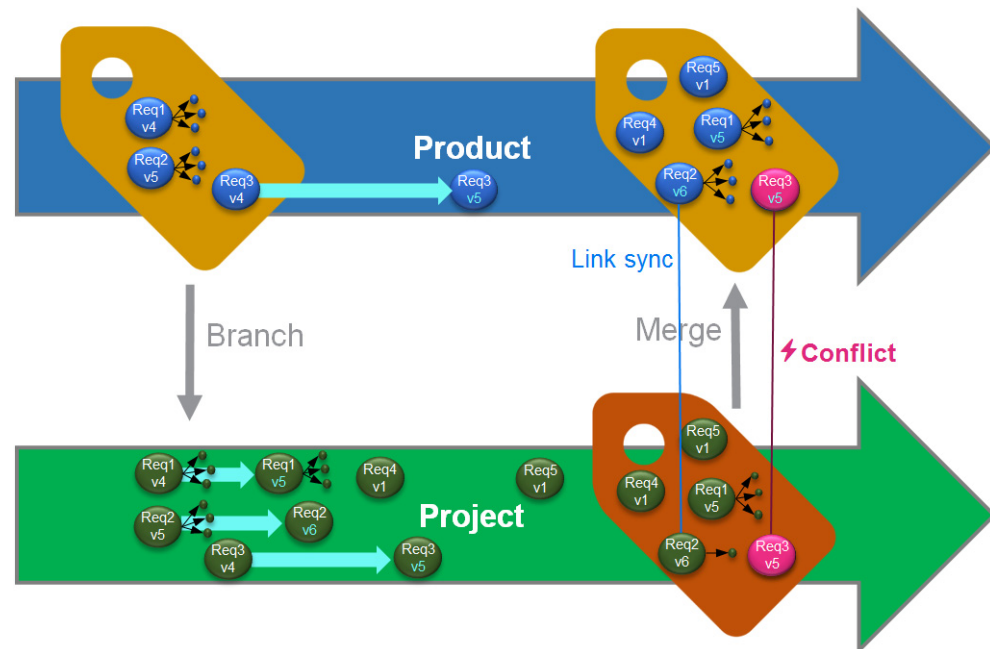 Req1
v4
Req2
v5
Req3
v4
Product
Req3
v5
Req5
v1
Req4
v1
Req1
v5
Req2
v6
Req3
v5
Link sync
Branch
Merge
Conflict
Req1
v4
Req1
v5
Req4
v1
Req5
v1
Req2
v5
Req2
v6
Project
Req3
v4
Req3
v5
Req5
v1
Req4
v1
Req1
v5
Req2
v6
Req3
v5